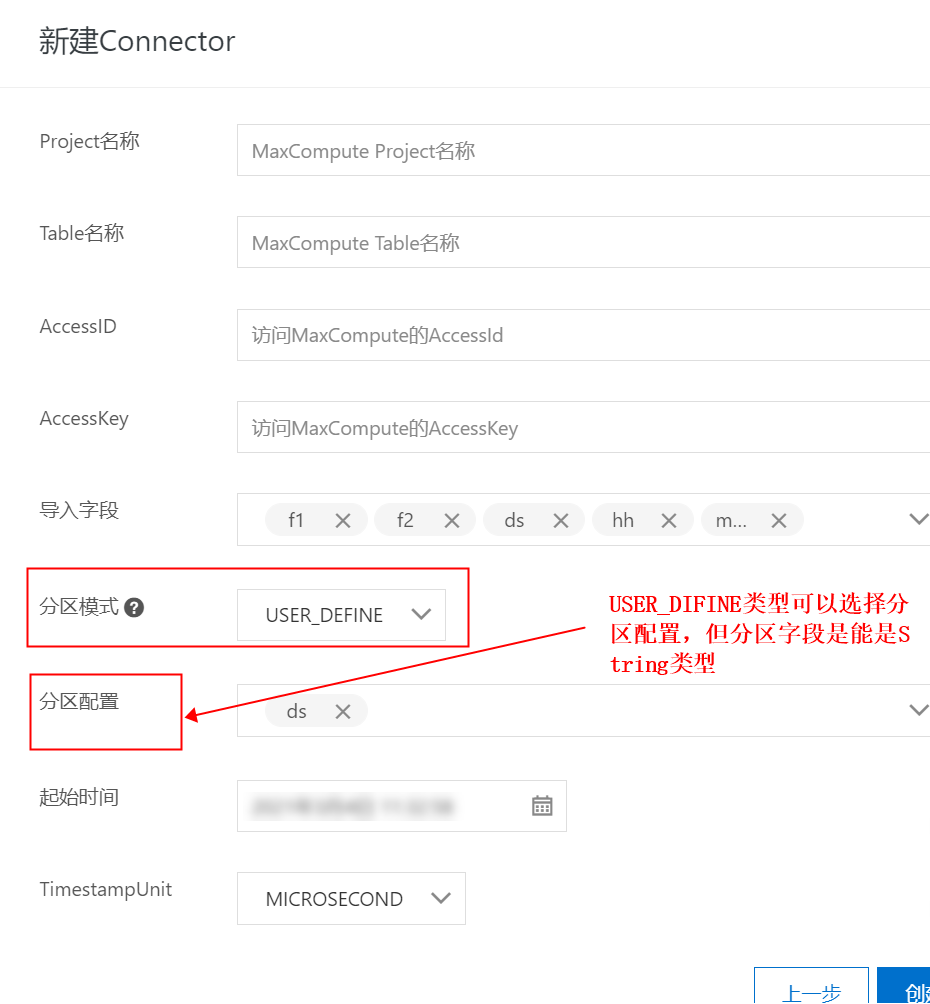 新建Connector
Project名称
MaxCompute Project名称
Table名称
MaxCompute Table名称
AccessID
访问MaxCompute的AccessId
AccessKey
访问MaxCompute的AccessKey
导入字段
f1
f2
ds
hh
m...
分区模式
USER_DEFINE
USER_DIFINE类型可以选择分
区配置，但分区字段是能是S
tring类型
分区配置
ds
起始时间
TimestampUnit
MICROSECOND
上一步